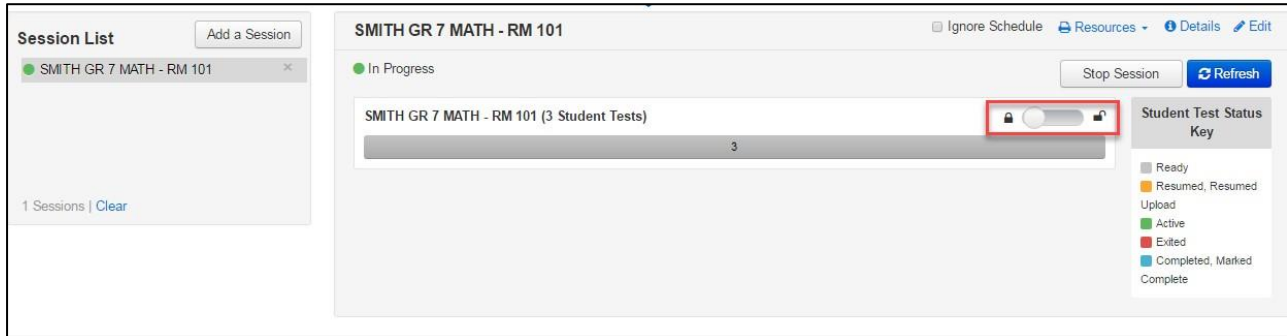 Session List
Add a Session
SMITH GR 7 MATH - RM 101
1 Sessions | Clear
SMITH GR 7 MATH - RM 101
Ignore Schedule
Resources
Details
Edit
In Progress
Stop Session
Refresh
SMITH GR 7 MATH - RM 101 (3 Student Tests)
3
Student Test Status
Key
Ready
Resumed, Resumed
Upload
Active
Exited
Completed, Marked
Complete